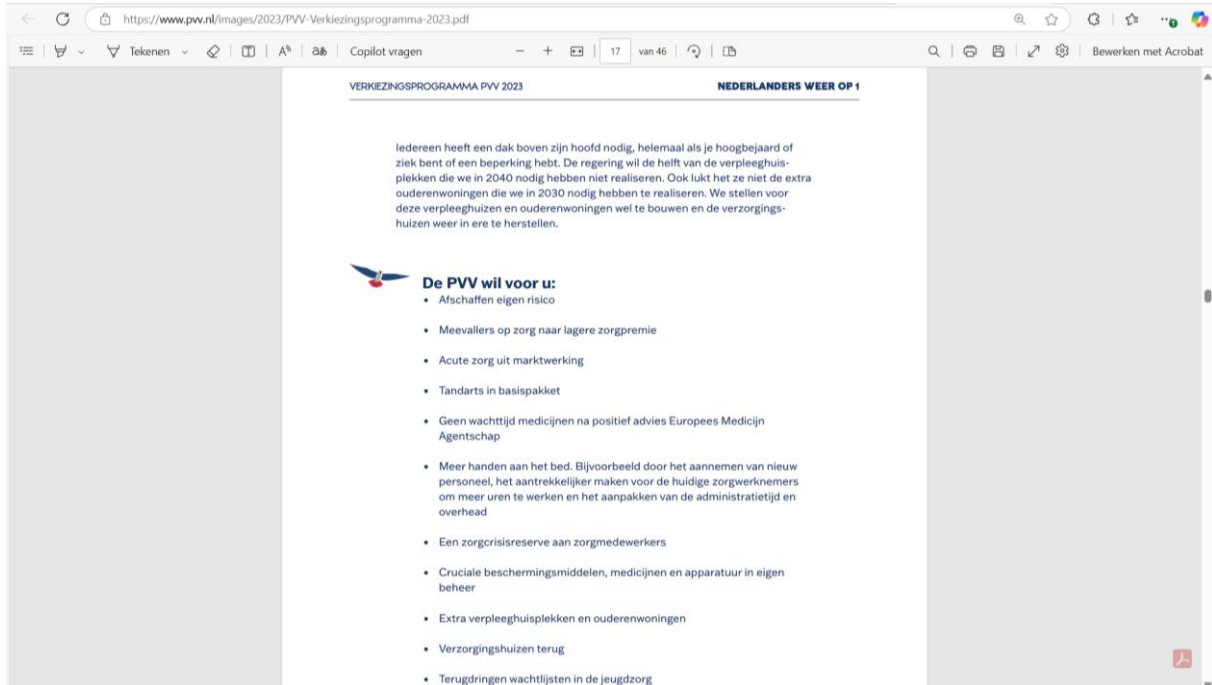 https://www.pvv.nl/images/2023/PVV-Verkiezingsprogramma-2023.pdf
Tekenen
Copilot vragen
17 van 46
Bewerken met Acrobat
VERKIEZINGSPROGRAMMA PVV 2023 NEDERLANDERS WEER OP 1
Iedereen heeft een dak boven zijn hoofd nodig, helemaal als je hoogbejaard of
ziek bent of een beperking hebt. De regering wil de helft van de verpleeghuis-
plekken die we in 2040 nodig hebben niet realiseren. Ook lukt het ze niet de extra
ouderenwoningen die we in 2030 nodig hebben te realiseren. We stellen voor
deze verpleeghuizen en ouderenwoningen wel te bouwen en de verzorgings-
huizen weer in ere te herstellen.
De PVV wil voor u:
• Afschaffen eigen risico
• Meevallers op zorg naar lagere zorgpremie
• Acute zorg uit marktwerking
• Tandarts in basispakket
• Geen wachttijd medicijnen na positief advies Europees Medicijn
Agentschap
• Meer handen aan het bed. Bijvoorbeeld door het aannemen van nieuw
personeel, het aantrekkelijker maken voor de huidige zorgwerknemers
om meer uren te werken en het aanpakken van de administratietijd en
overhead
• Een zorgcrisisreserve aan zorgmedewerkers
• Cruciale beschermingsmiddelen, medicijnen en apparatuur in eigen
beheer
• Extra verpleeghuisplekken en ouderenwoningen
• Verzorgingshuizen terug
• Terugdringen wachtlijsten in de jeugdzorg